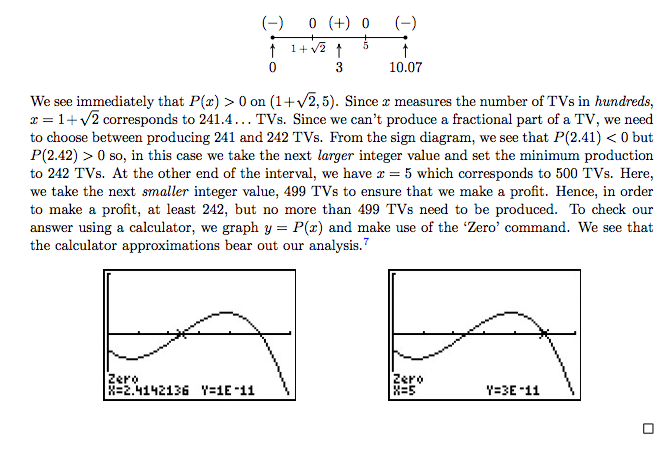 (−) 0 (+) 0 (−)
1 + √2 5
0 3 10.07
We see immediately that P(x) > 0 on (1+√2, 5). Since x measures the number of TVs in hundreds,
x = 1+√2 corresponds to 241.4 . . . TVs. Since we can't produce a fractional part of a TV, we need
to choose between producing 241 and 242 TVs. From the sign diagram, we see that P(2.41) < 0 but
P(2.42) > 0 so, in this case we take the next larger integer value and set the minimum production
to 242 TVs. At the other end of the interval, we have x = 5 which corresponds to 500 TVs. Here,
we take the next smaller integer value, 499 TVs to ensure that we make a profit. Hence, in order
to make a profit, at least 242, but no more than 499 TVs need to be produced. To check our
answer using a calculator, we graph y = P(x) and make use of the 'Zero' command. We see that
the calculator approximations bear out our analysis.7
Zero
X=2.4142136 Y=1E-11
Zero
X=5 Y=3E-11